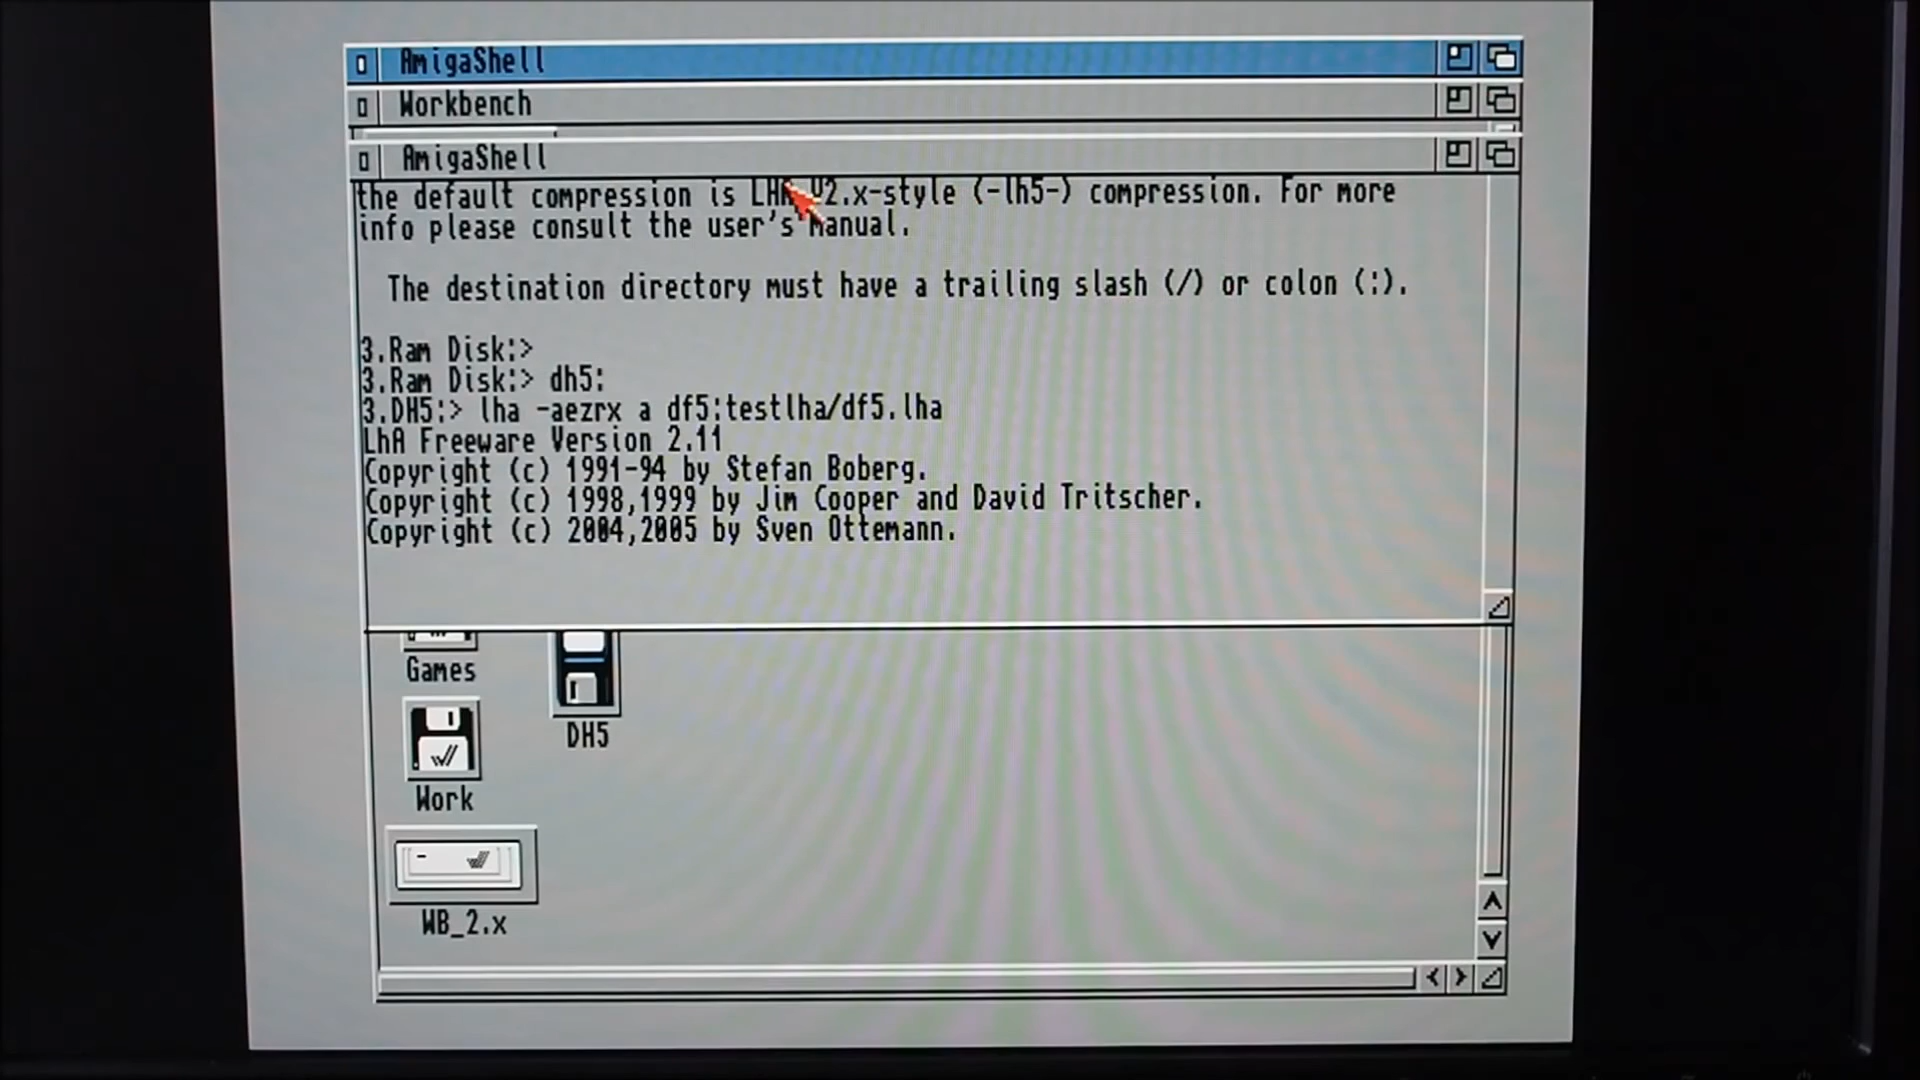 AmigaShell
Workbench
AmigaShell
the default compression is LHA V2.x-style (-lh5-) compression. For more
info please consult the user's manual.
The destination directory must have a trailing slash (/) or colon (:).
3.Ram Disk:>
3.Ram Disk:> dh5:
3.DH5:> lha -aezrx a df5:testlha/df5.lha
LhA Freeware Version 2.11
Copyright (c) 1991-94 by Stefan Boberg.
Copyright (c) 1998,1999 by Jim Cooper and David Tritscher.
Copyright (c) 2004,2005 by Sven Ottemann.
Games
DH5
Work
WB_2.x